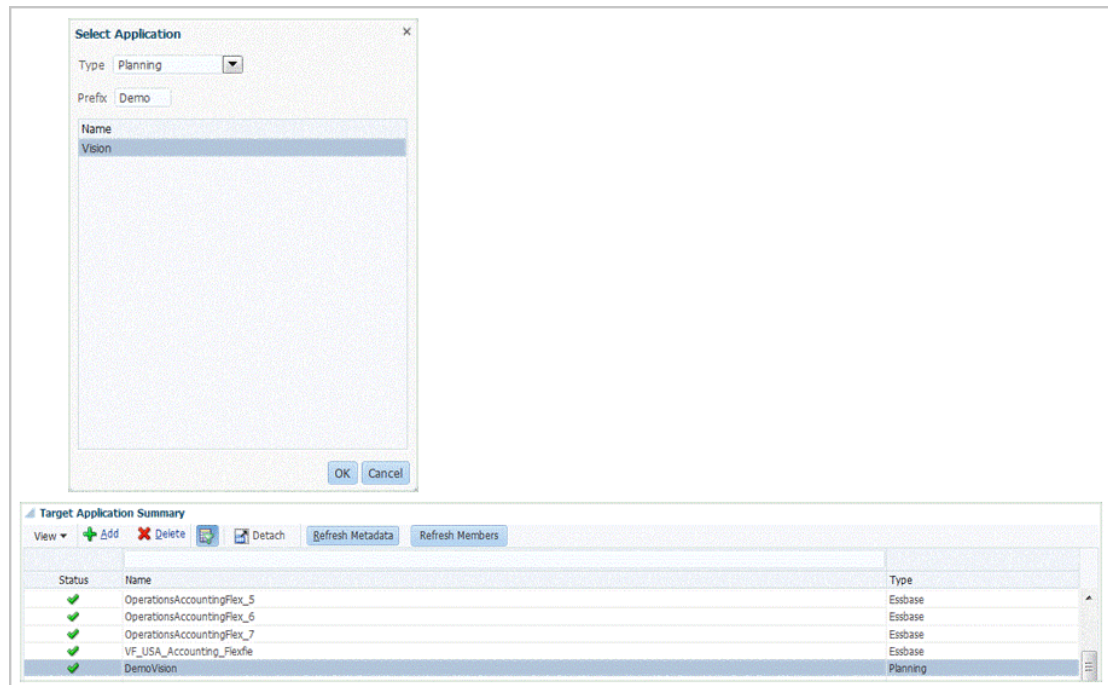 Select Application
Type Planning
Prefix Demo
Name
Vision
OK Cancel
Target Application Summary
View Add Delete Detach Refresh Metadata Refresh Members
Status Name Type
OperationsAccountingFlex_5 Essbase
OperationsAccountingFlex_6 Essbase
OperationsAccountingFlex_7 Essbase
VF_USA_Accounting_Flexfie Essbase
DemoVision Planning